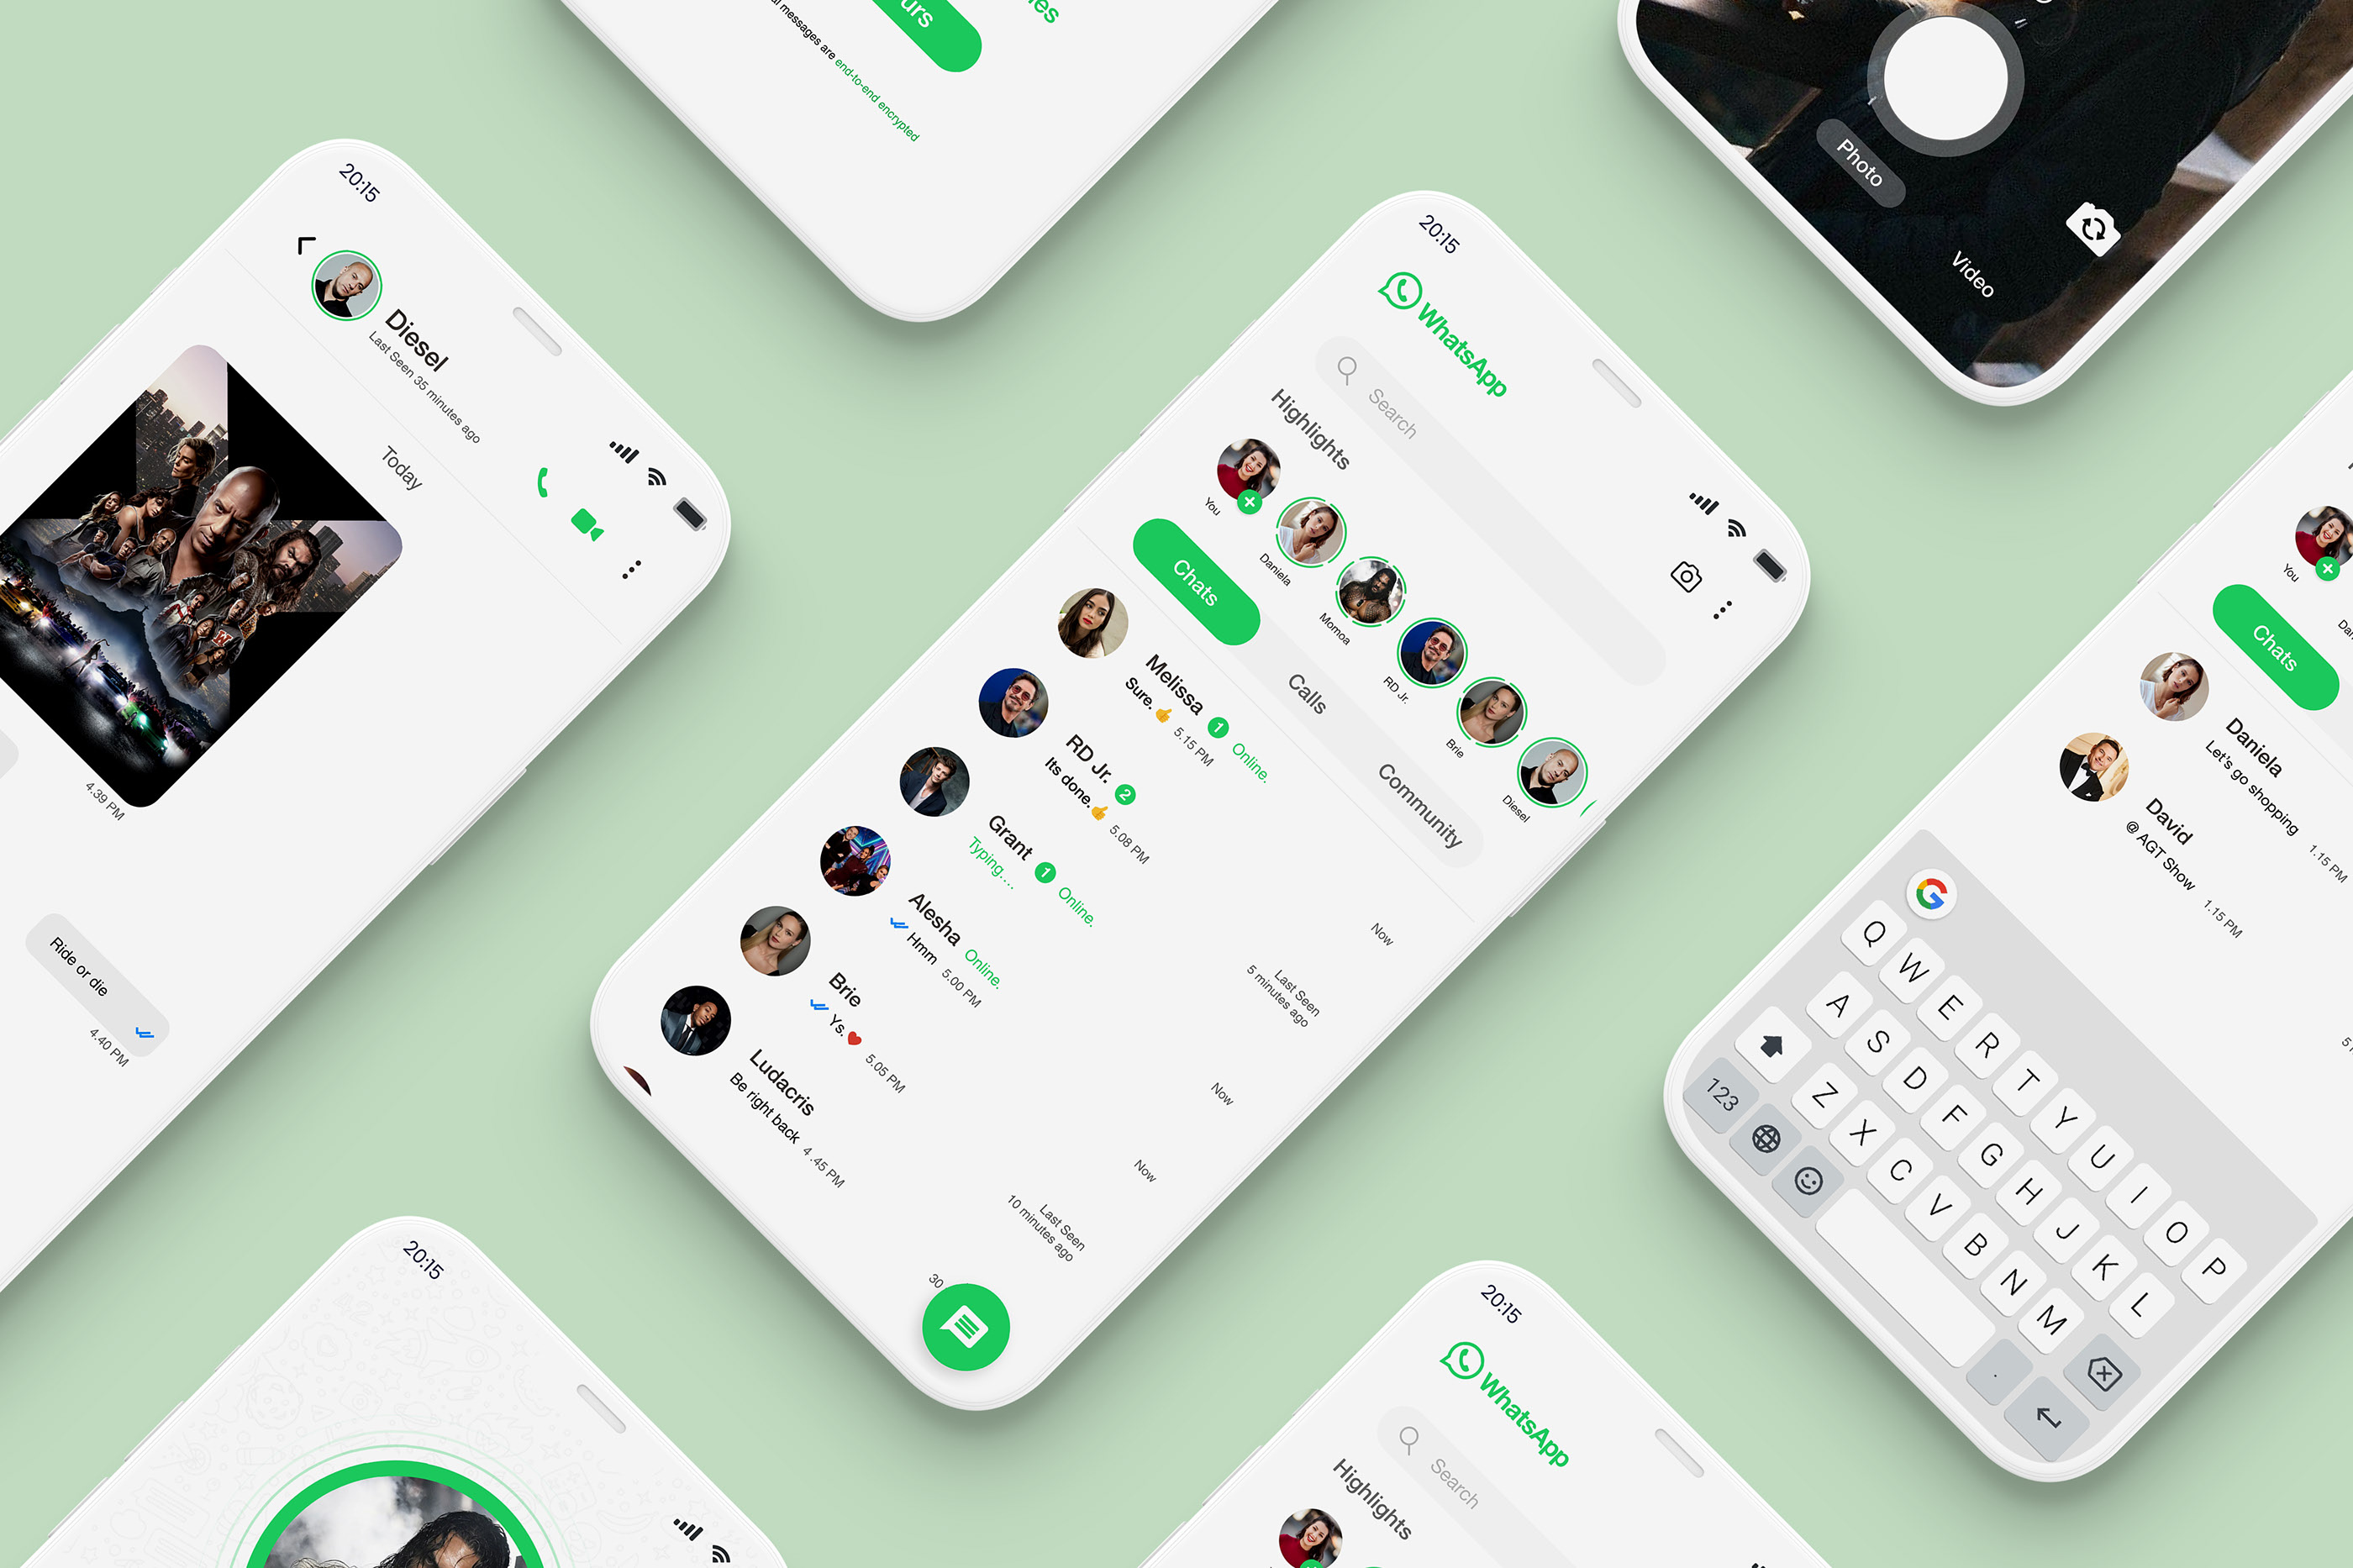 urs
al messages are end-to-end encrypted
Photo
Video
20:15
Diesel
Last Seen 35 minutes ago
Today
4.39 PM
Ride or die
4.40 PM
20:15
WhatsApp
Search
Highlights
You
Daniela
Momoa
RD Jr.
Brie
Diesel
Chats
Calls
Community
Melissa 1 Online.
Sure.👍 5.15 PM
Now
RD Jr. 2
Its done.👍 5.08 PM
Last Seen
5 minutes ago
Grant 1 Online.
Typing....
Now
Alesha Online.
Hmm 5.00 PM
Now
Brie
Ys.❤️ 5.05 PM
Last Seen
10 minutes ago
Ludacris
Be right back 4.45 PM
30
You
Chats
Daniela
Let's go shopping 1.15 PM
David
@ AGT Show 1.15 PM
G
Q W E R T Y U I O P
A S D F G H J K L
Z X C V B N M
123 .
20:15
20:15
WhatsApp
Search
Highlights